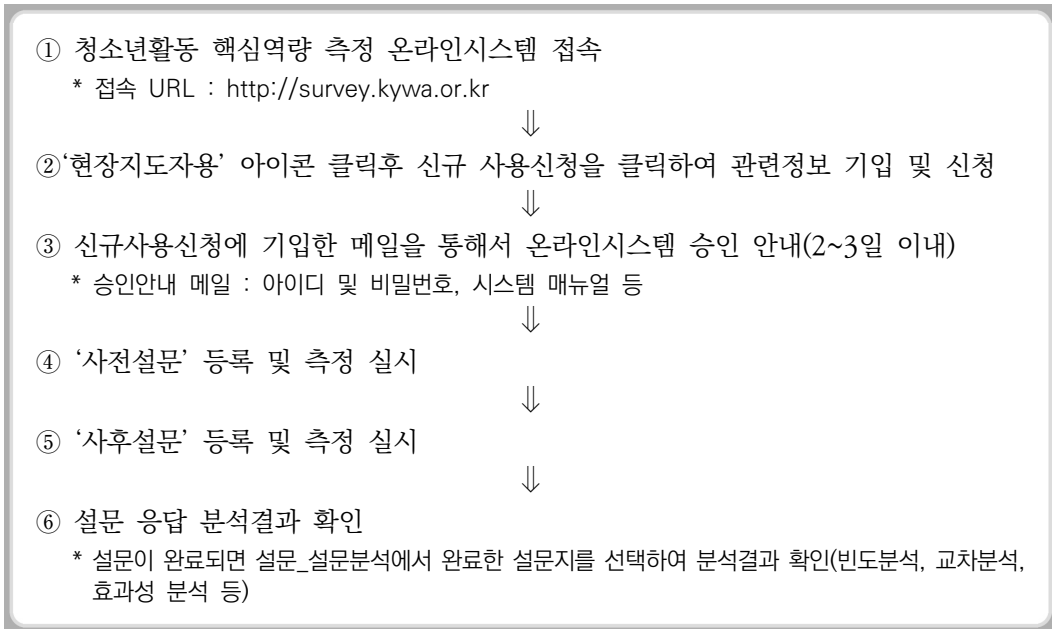 ① 청소년활동 핵심역량 측정 온라인시스템 접속
* 접속 URL : http://survey.kywa.or.kr
⇓
②‘현장지도자용’ 아이콘 클릭후 신규 사용신청을 클릭하여 관련정보 기입 및 신청
⇓
③ 신규사용신청에 기입한 메일을 통해서 온라인시스템 승인 안내(2~3일 이내)
* 승인안내 메일 : 아이디 및 비밀번호, 시스템 매뉴얼 등
⇓
④ ‘사전설문’ 등록 및 측정 실시
⇓
⑤ ‘사후설문’ 등록 및 측정 실시
⇓
⑥ 설문 응답 분석결과 확인
* 설문이 완료되면 설문_설문분석에서 완료한 설문지를 선택하여 분석결과 확인(빈도분석, 교차분석,
효과성 분석 등)